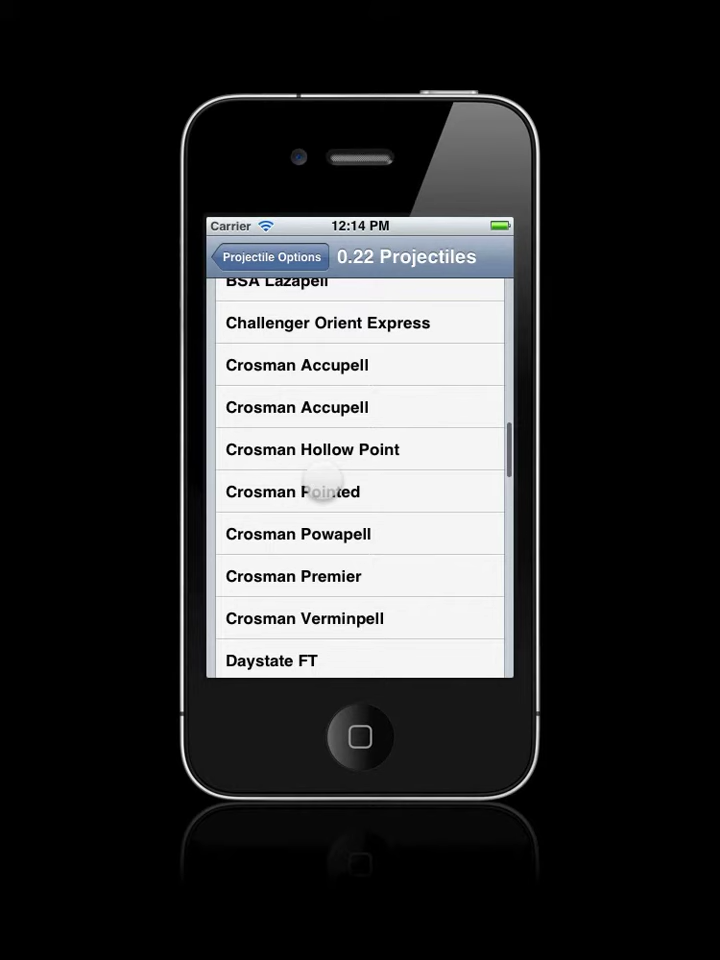 Carrier 12:14 PM
Projectile Options 0.22 Projectiles
BSA Lazapell
Challenger Orient Express
Crosman Accupell
Crosman Accupell
Crosman Hollow Point
Crosman Pointed
Crosman Powapell
Crosman Premier
Crosman Verminpell
Daystate FT